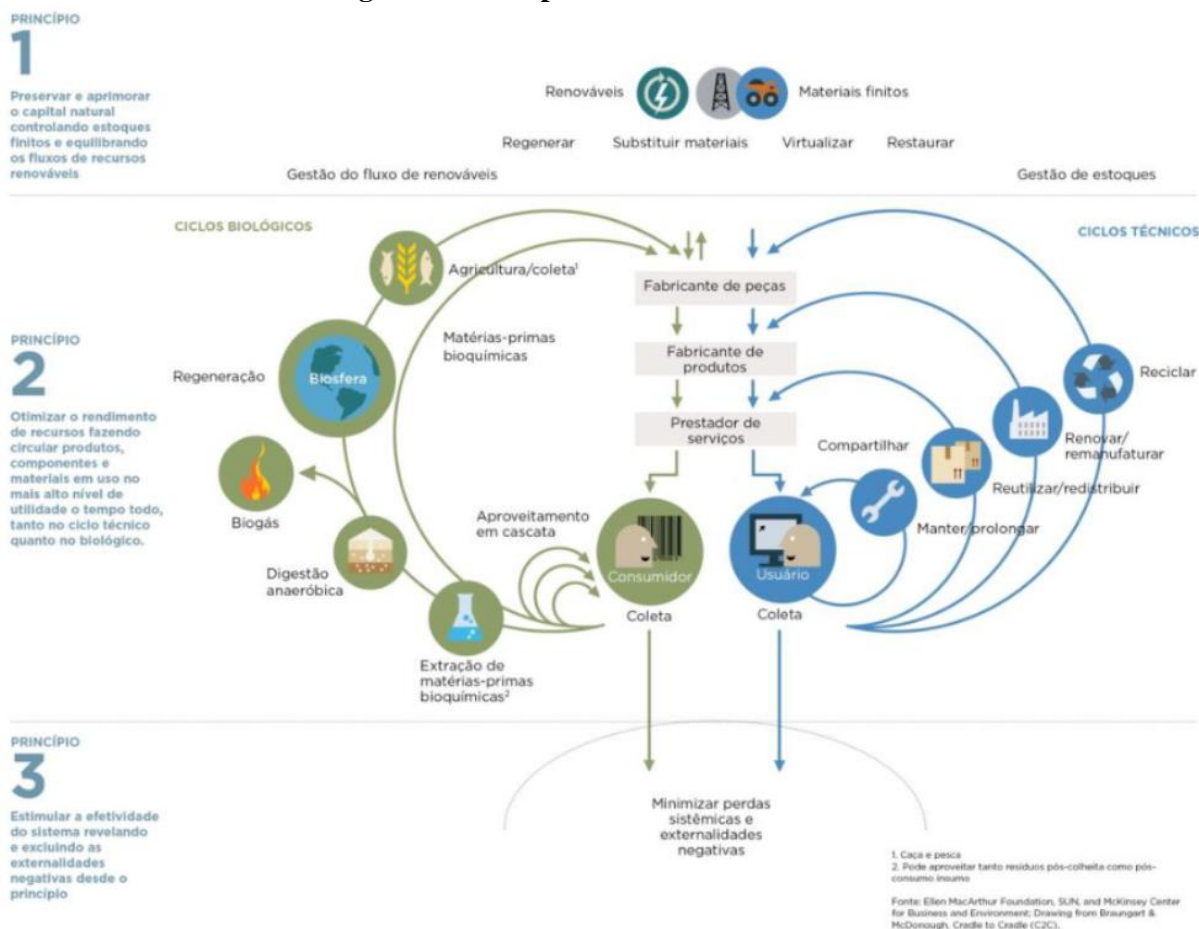 PRINCÍPIO
1
Preservar e aprimorar
o capital natural
controlando estoques
finitos e equilibrando
os fluxos de recursos
renováveis
Renováveis
Materiais finitos
Regenerar
Substituir materiais
Virtualizar
Restaurar
Gestão do fluxo de renováveis
Gestão de estoques
PRINCÍPIO
2
Otimizar o rendimento
de recursos fazendo
circular produtos,
componentes e
materiais em uso no
mais alto nível de
utilidade o tempo todo,
tanto no ciclo técnico
quanto no biológico.
CICLOS BIOLÓGICOS
CICLOS TÉCNICOS
Agricultura/coleta¹
Matérias-primas
bioquímicas
Regeneração
Biosfera
Biogás
Digestão
anaeróbica
Extração de
matérias-primas
bioquímicas²
Aproveitamento
em cascata
Fabricante de peças
Fabricante de
produtos
Prestador de
serviços
Consumidor
Coleta
Usuário
Coleta
Compartilhar
Manter/prolongar
Reutilizar/redistribuir
Renovar/
remanufaturar
Reciclar
PRINCÍPIO
3
Estimular a efetividade
do sistema revelando
e excluindo as
externalidades
negativas desde o
princípio
Minimizar perdas
sistêmicas e
externalidades
negativas
1. Caça e pesca
2. Pode aproveitar tanto resíduos pós-colheita como pós-
consumo insumo
Fonte: Ellen MacArthur Foundation, SUN, and McKinsey Center
for Business and Environment; Drawing from Braungart &
McDonough, Cradle to Cradle (C2C).